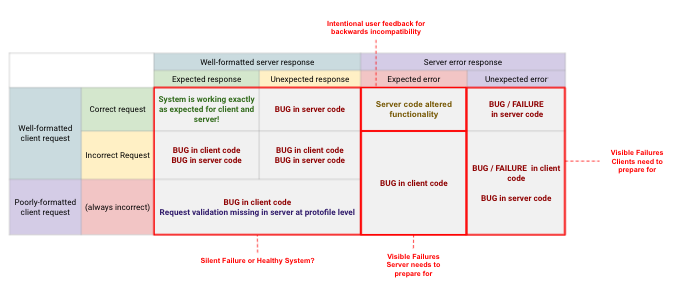 Intentional user feedback for
backwards incompatibility
Well-formatted server response
Server error response
Expected response
Unexpected response
Expected error
Unexpected error
Well-formatted
client request
Correct request
System is working exactly
as expected for client and
server!
BUG in server code
Server code altered
functionality
BUG / FAILURE
in server code
Incorrect Request
BUG in client code
BUG in server code
BUG in client code
BUG in server code
BUG in client code
BUG / FAILURE in client
code
BUG in server code
Visible Failures
Clients need to
prepare for
Poorly-formatted
client request
(always incorrect)
BUG in client code
Request validation missing in server at protofile level
Silent Failure or Healthy System?
Visible Failures
Server needs to
prepare for